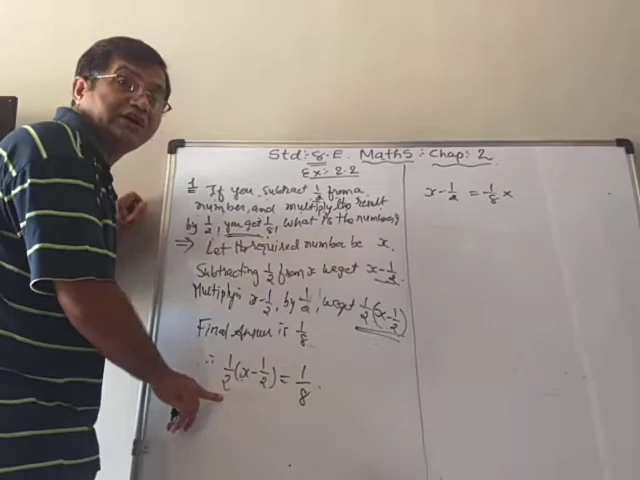 Std:- 8.E. Maths: Chap: 2
Ex:- 2.2
1 If you subtract 1/2 from a
number, and multiply the result
by 1/2, you get 1/8, what is the number?
⇒ Let the required number be x.
Subtracting 1/2 from x we get x-1/2.
Multiplying x-1/2, by 1/2, we get 1/2(x-1/2)
Final Answer is 1/8.
∴ 1/2(x-1/2) = 1/8.
x-1/2 = 1/8 x